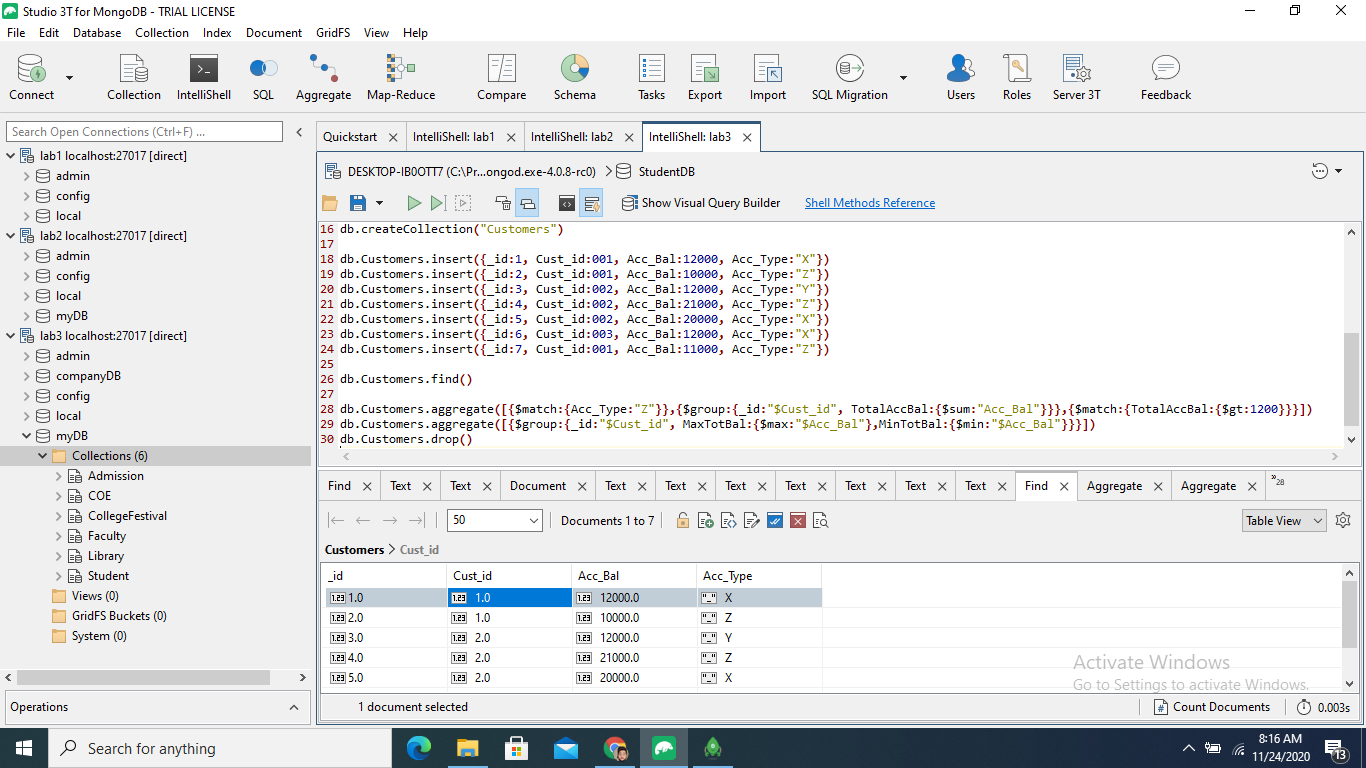 Studio 3T for MongoDB - TRIAL LICENSE
File Edit Database Collection Index Document GridFS View Help
Connect Collection IntelliShell SQL Aggregate Map-Reduce Compare Schema Tasks Export Import SQL Migration Users Roles Server 3T Feedback
Search Open Connections (Ctrl+F) ...
lab1 localhost:27017 [direct]
admin
config
local
lab2 localhost:27017 [direct]
admin
config
local
myDB
lab3 localhost:27017 [direct]
admin
companyDB
config
local
myDB
Collections (6)
Admission
COE
CollegeFestival
Faculty
Library
Student
Views (0)
GridFS Buckets (0)
System (0)
Operations
Quickstart IntelliShell: lab1 IntelliShell: lab2 IntelliShell: lab3
DESKTOP-IB0OTT7 (C:\Pr...ongod.exe-4.0.8-rc0) StudentDB
Show Visual Query Builder Shell Methods Reference
16 db.createCollection("Customers")
17
18 db.Customers.insert({_id:1, Cust_id:001, Acc_Bal:12000, Acc_Type:"X"})
19 db.Customers.insert({_id:2, Cust_id:001, Acc_Bal:10000, Acc_Type:"Z"})
20 db.Customers.insert({_id:3, Cust_id:002, Acc_Bal:12000, Acc_Type:"Y"})
21 db.Customers.insert({_id:4, Cust_id:002, Acc_Bal:21000, Acc_Type:"Z"})
22 db.Customers.insert({_id:5, Cust_id:002, Acc_Bal:20000, Acc_Type:"X"})
23 db.Customers.insert({_id:6, Cust_id:003, Acc_Bal:12000, Acc_Type:"X"})
24 db.Customers.insert({_id:7, Cust_id:001, Acc_Bal:11000, Acc_Type:"Z"})
25
26 db.Customers.find()
27
28 db.Customers.aggregate([{$match:{Acc_Type:"Z"}},{$group:{_id:"$Cust_id", TotalAccBal:{$sum:"Acc_Bal"}}},{$match:{TotalAccBal:{$gt:1200}}}])
29 db.Customers.aggregate([{$group:{_id:"$Cust_id", MaxTotBal:{$max:"$Acc_Bal"},MinTotBal:{$min:"$Acc_Bal"}}}])
30 db.Customers.drop()
Find Text Text Document Text Text Text Text Text Text Text Find Aggregate Aggregate »28
50 Documents 1 to 7 Table View
Customers > Cust_id
_id Cust_id Acc_Bal Acc_Type
1.0 1.0 12000.0 X
2.0 1.0 10000.0 Z
3.0 2.0 12000.0 Y
4.0 2.0 21000.0 Z
5.0 2.0 20000.0 X
Activate Windows
Go to Settings to activate Windows.
1 document selected Count Documents 0.003s
Search for anything
8:16 AM
11/24/2020
13